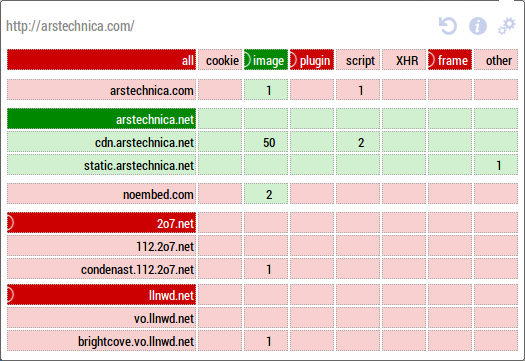 http://arstechnica.com/
all cookie image plugin script XHR frame other
arstechnica.com 1 1
arstechnica.net
cdn.arstechnica.net 50 2
static.arstechnica.net 1
noembed.com 2
2o7.net
112.2o7.net
condenast.112.2o7.net 1
llnwd.net
vo.llnwd.net
brightcove.vo.llnwd.net 1